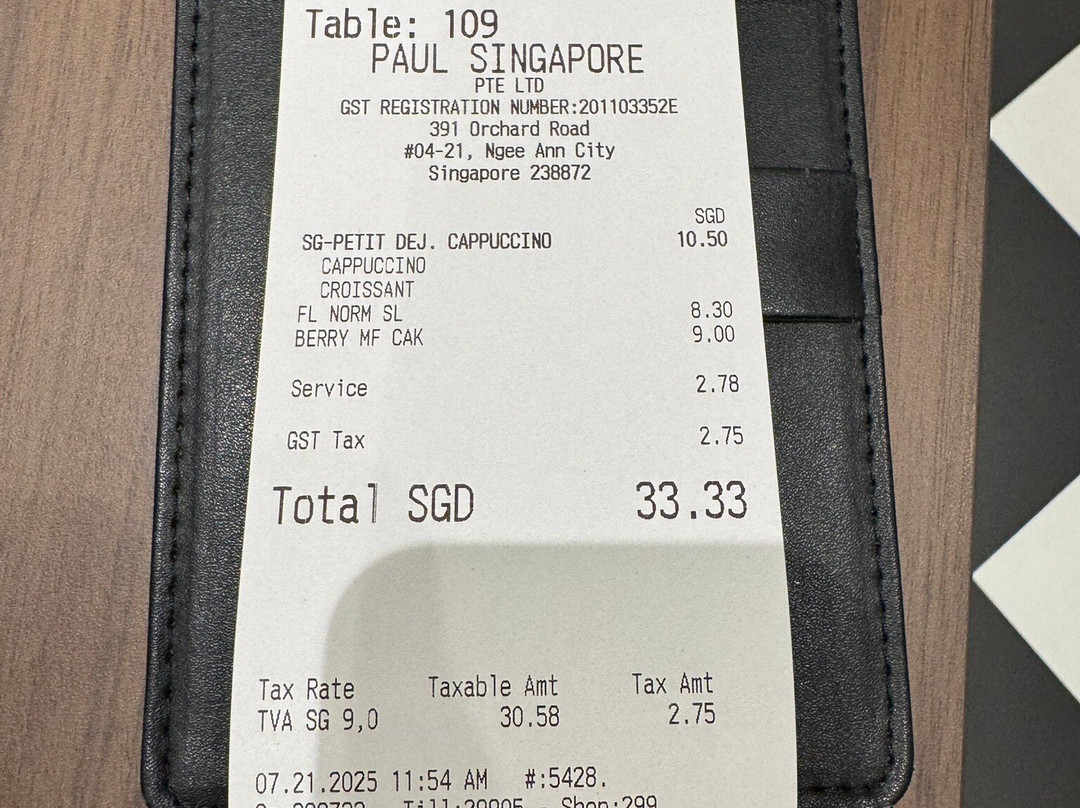 Table: 109
PAUL SINGAPORE
PTE LTD
GST REGISTRATION NUMBER:201103352E
391 Orchard Road
#04-21, Ngee Ann City
Singapore 238872
SGD
SG-PETIT DEJ. CAPPUCCINO 10.50
CAPPUCCINO
CROISSANT
FL NORM SL 8.30
BERRY MF CAK 9.00
Service 2.78
GST Tax 2.75
Total SGD 33.33
Tax Rate Taxable Amt Tax Amt
TVA SG 9,0 30.58 2.75
07.21.2025 11:54 AM #:5428.